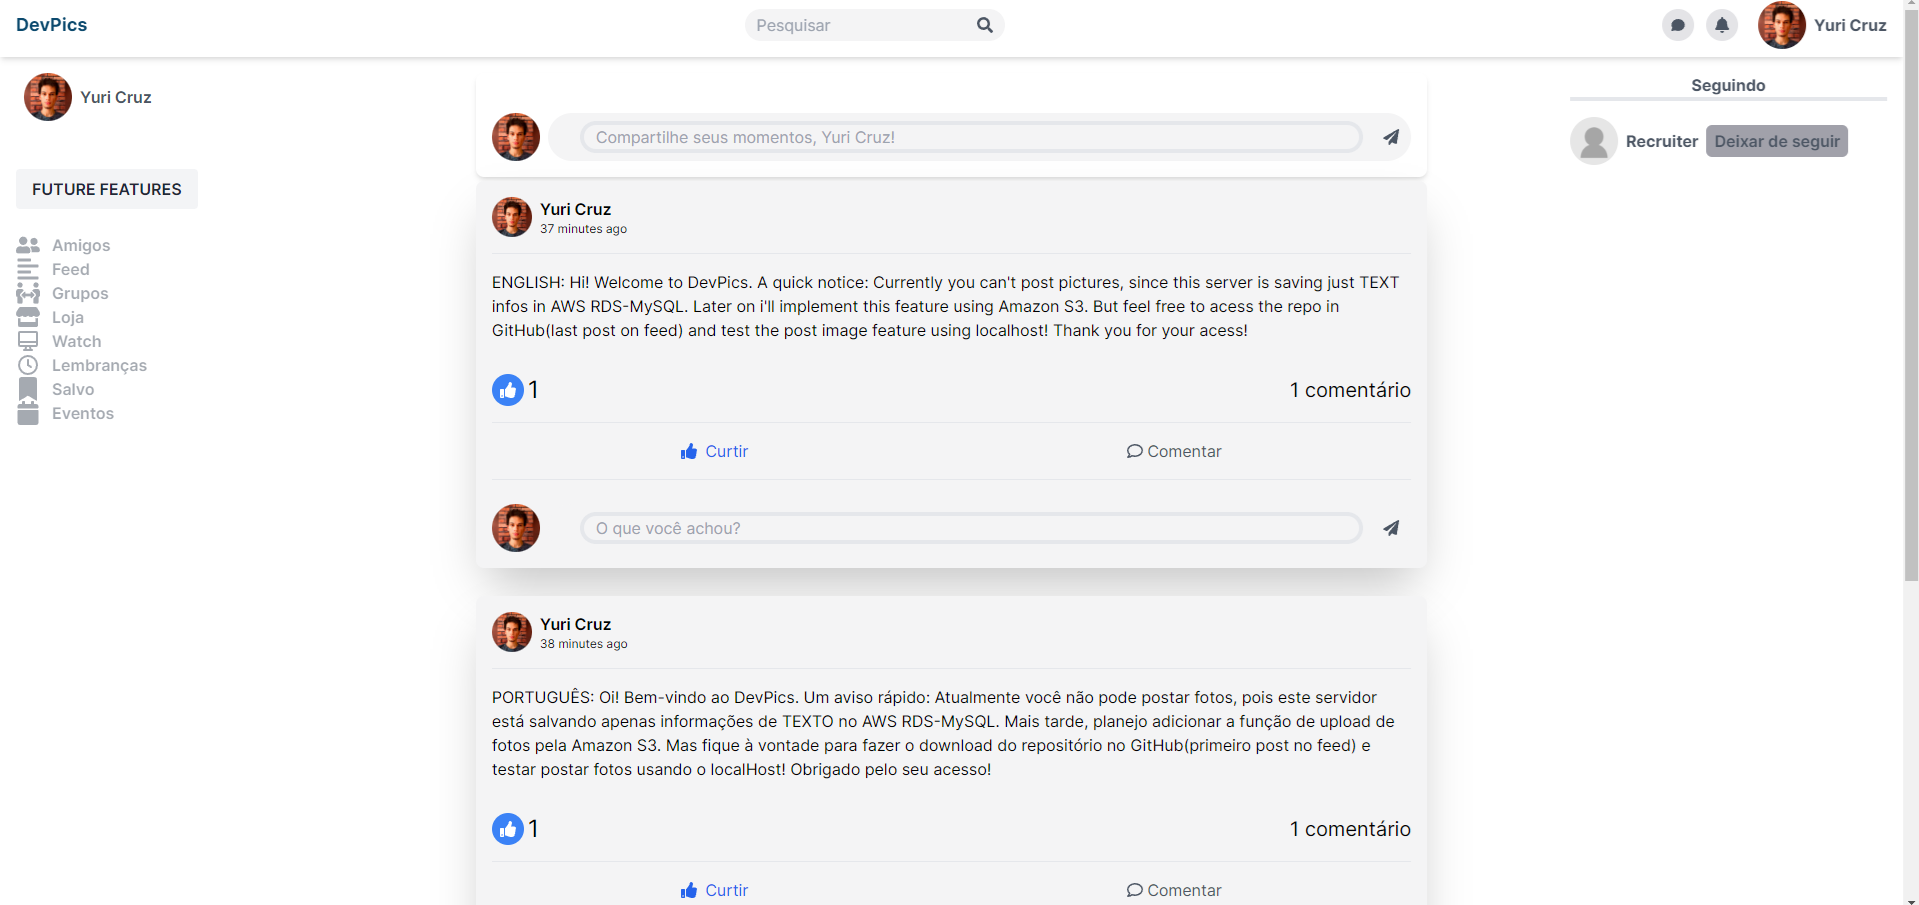 DevPics
Pesquisar
Yuri Cruz
Yuri Cruz
FUTURE FEATURES
Amigos
Feed
Grupos
Loja
Watch
Lembranças
Salvo
Eventos
Compartilhe seus momentos, Yuri Cruz!
Yuri Cruz
37 minutes ago
ENGLISH: Hi! Welcome to DevPics. A quick notice: Currently you can't post pictures, since this server is saving just TEXT
infos in AWS RDS-MySQL. Later on i'll implement this feature using Amazon S3. But feel free to acess the repo in
GitHub(last post on feed) and test the post image feature using localhost! Thank you for your acess!
1
1 comentário
Curtir
Comentar
O que você achou?
Yuri Cruz
38 minutes ago
PORTUGUÊS: Oi! Bem-vindo ao DevPics. Um aviso rápido: Atualmente você não pode postar fotos, pois este servidor
está salvando apenas informações de TEXTO no AWS RDS-MySQL. Mais tarde, planejo adicionar a função de upload de
fotos pela Amazon S3. Mas fique à vontade para fazer o download do repositório no GitHub(primeiro post no feed) e
testar postar fotos usando o localHost! Obrigado pelo seu acesso!
1
1 comentário
Curtir
Comentar
Seguindo
Recruiter
Deixar de seguir